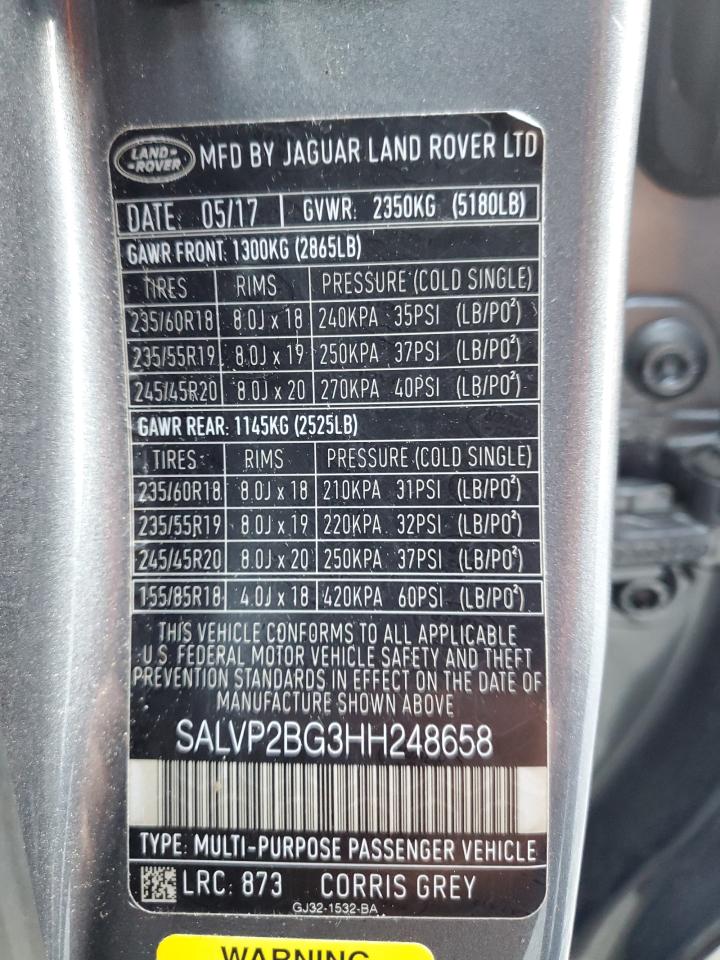 LAND-
-ROVER
MFD BY JAGUAR LAND ROVER LTD
DATE: 05/17 GVWR: 2350KG (5180LB)
GAWR FRONT: 1300KG (2865LB)
TIRES RIMS PRESSURE (COLD SINGLE)
235/60R18 8.0J x 18 240KPA 35PSI (LB/PO²)
235/55R19 8.0J x 19 250KPA 37PSI (LB/PO²)
245/45R20 8.0J x 20 270KPA 40PSI (LB/PO²)
GAWR REAR: 1145KG (2525LB)
TIRES RIMS PRESSURE (COLD SINGLE)
235/60R18 8.0J x 18 210KPA 31PSI (LB/PO²)
235/55R19 8.0J x 19 220KPA 32PSI (LB/PO²)
245/45R20 8.0J x 20 250KPA 37PSI (LB/PO²)
155/85R18 4.0J x 18 420KPA 60PSI (LB/PO²)
THIS VEHICLE CONFORMS TO ALL APPLICABLE
U.S. FEDERAL MOTOR VEHICLE SAFETY AND THEFT
PREVENTION STANDARDS IN EFFECT ON THE DATE OF
MANUFACTURE SHOWN ABOVE
SALVP2BG3HH248658
TYPE: MULTI-PURPOSE PASSENGER VEHICLE
LRC: 873 CORRIS GREY
GJ32-1532-BA
WARNING